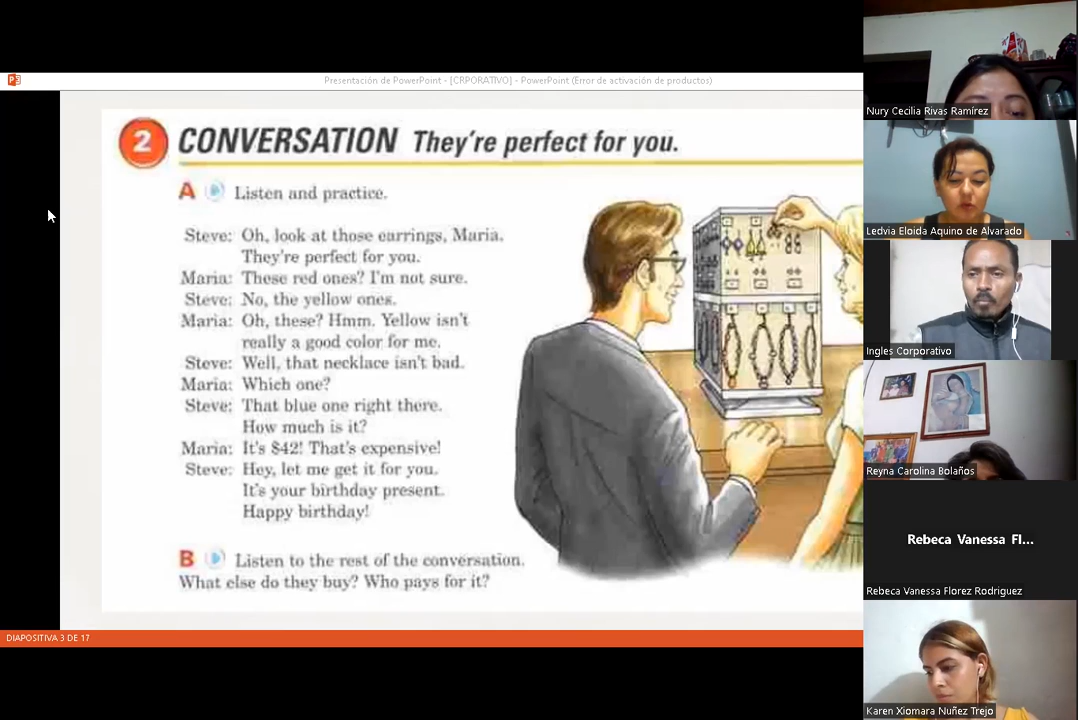 Presentación de PowerPoint - [CRPORATIVO] - PowerPoint (Error de activación de productos)
2 CONVERSATION They're perfect for you.
A Listen and practice.
Steve: Oh, look at those earrings, Maria.
They're perfect for you.
Maria: These red ones? I'm not sure.
Steve: No, the yellow ones.
Maria: Oh, these? Hmm. Yellow isn't
really a good color for me.
Steve: Well, that necklace isn't bad.
Maria: Which one?
Steve: That blue one right there.
How much is it?
Maria: It's $42! That's expensive!
Steve: Hey, let me get it for you.
It's your birthday present.
Happy birthday!
B Listen to the rest of the conversation.
What else do they buy? Who pays for it?
DIAPOSITIVA 3 DE 17
Nury Cecilia Rivas Ramírez
Ledvia Eloida Aquino de Alvarado
Ingles Corporativo
Reyna Carolina Bolaños
Rebeca Vanessa Fl...
Rebeca Vanessa Florez Rodriguez
Karen Xiomara Nuñez Trejo